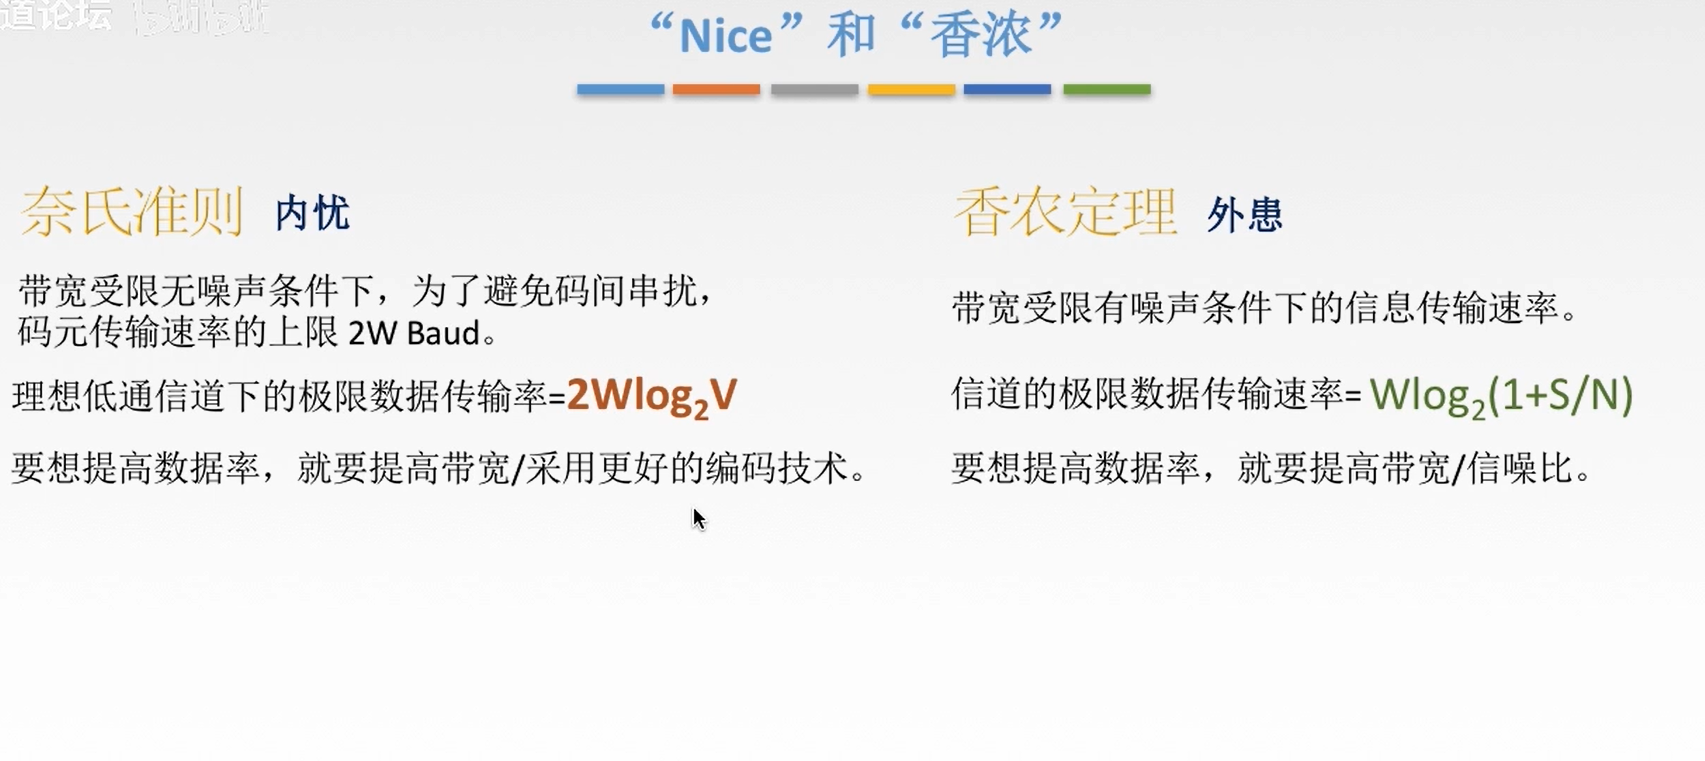 道论坛 bilibili
“Nice”和“香浓”
奈氏准则 内忧
带宽受限无噪声条件下，为了避免码间串扰，
码元传输速率的上限 2W Baud。
理想低通信道下的极限数据传输率=2Wlog₂V
要想提高数据率，就要提高带宽/采用更好的编码技术。
香农定理 外患
带宽受限有噪声条件下的信息传输速率。
信道的极限数据传输速率= Wlog₂(1+S/N)
要想提高数据率，就要提高带宽/信噪比。